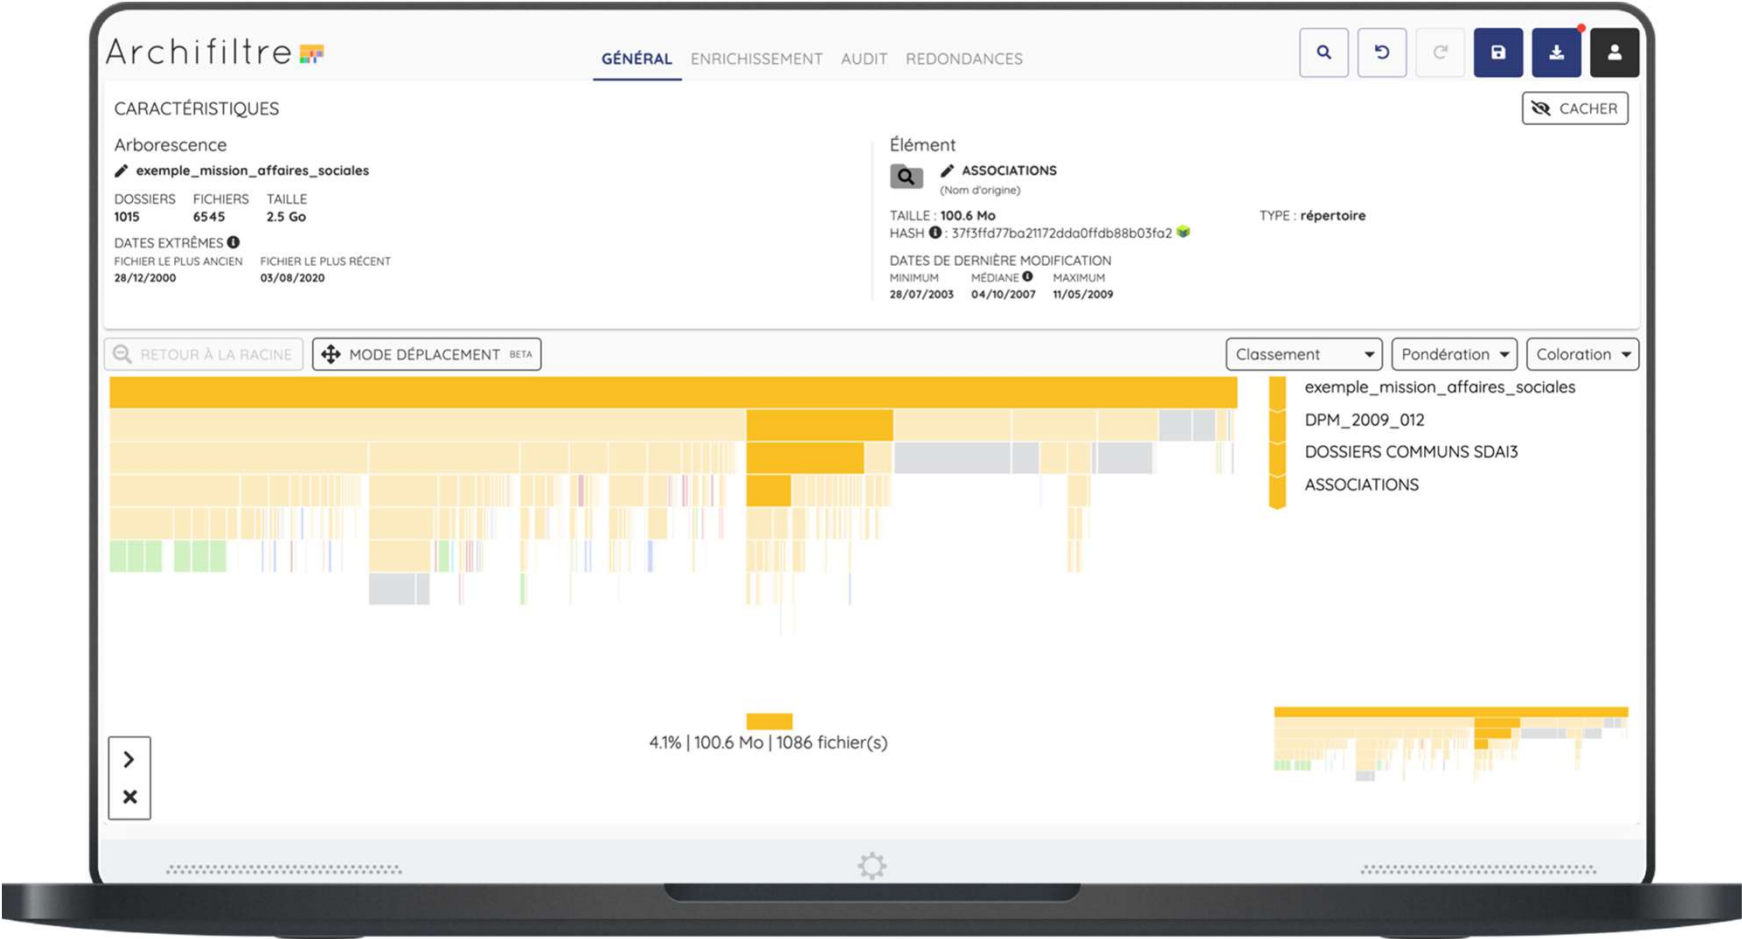 Archifiltre
GÉNÉRAL ENRICHISSEMENT AUDIT REDONDANCES
CARACTÉRISTIQUES
CACHER
Arborescence
exemple_mission_affaires_sociales
DOSSIERS FICHIERS TAILLE
1015 6545 2.5 Go
DATES EXTRÊMES
FICHIER LE PLUS ANCIEN FICHIER LE PLUS RÉCENT
28/12/2000 03/08/2020
Élément
ASSOCIATIONS
(Nom d'origine)
TAILLE : 100.6 Mo
TYPE : répertoire
HASH : 37f3ffd77ba21172dda0ffdb88b03fa2
DATES DE DERNIÈRE MODIFICATION
MINIMUM MÉDIANE MAXIMUM
28/07/2003 04/10/2007 11/05/2009
RETOUR À LA RACINE MODE DÉPLACEMENT BETA
Classement Pondération Coloration
exemple_mission_affaires_sociales
DPM_2009_012
DOSSIERS COMMUNS SDAI3
ASSOCIATIONS
4.1% | 100.6 Mo | 1086 fichier(s)